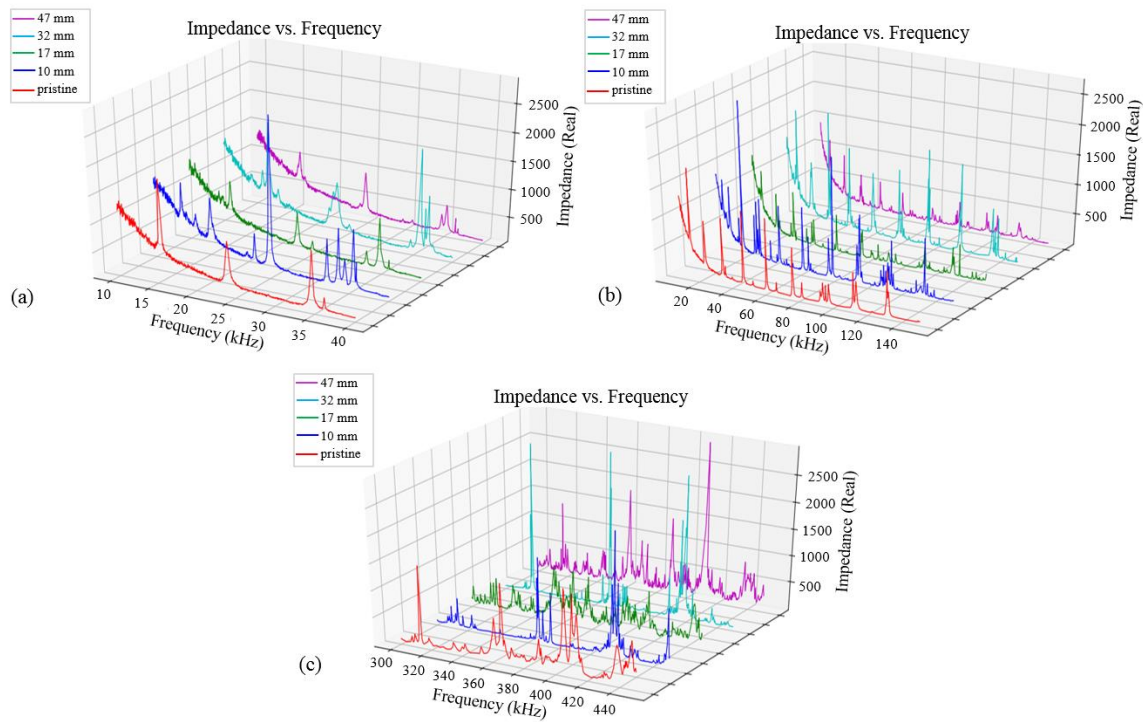 47 mm
32 mm
17 mm
10 mm
pristine
Impedance vs. Frequency
2500
2000
1500
1000
500
Impedance (Real)
10
15
20
25
30
35
40
Frequency (kHz)
(a)
47 mm
32 mm
17 mm
10 mm
pristine
Impedance vs. Frequency
2500
2000
1500
1000
500
Impedance (Real)
20
40
60
80
100
120
140
Frequency (kHz)
(b)
47 mm
32 mm
17 mm
10 mm
pristine
Impedance vs. Frequency
2500
2000
1500
1000
500
Impedance (Real)
300
320
340
360
380
400
420
440
Frequency (kHz)
(c)